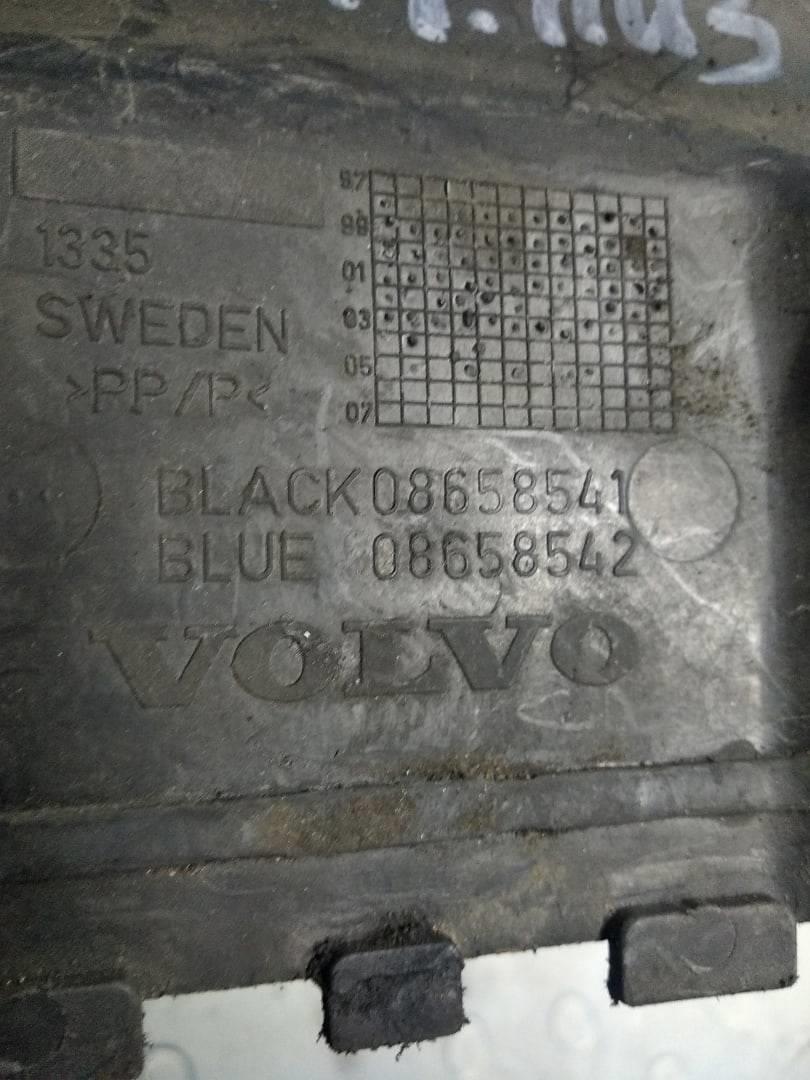 97
99
01
03
05
07
1335
SWEDEN
>PP/P<
BLACK 08658541
BLUE 08658542
VOLVO